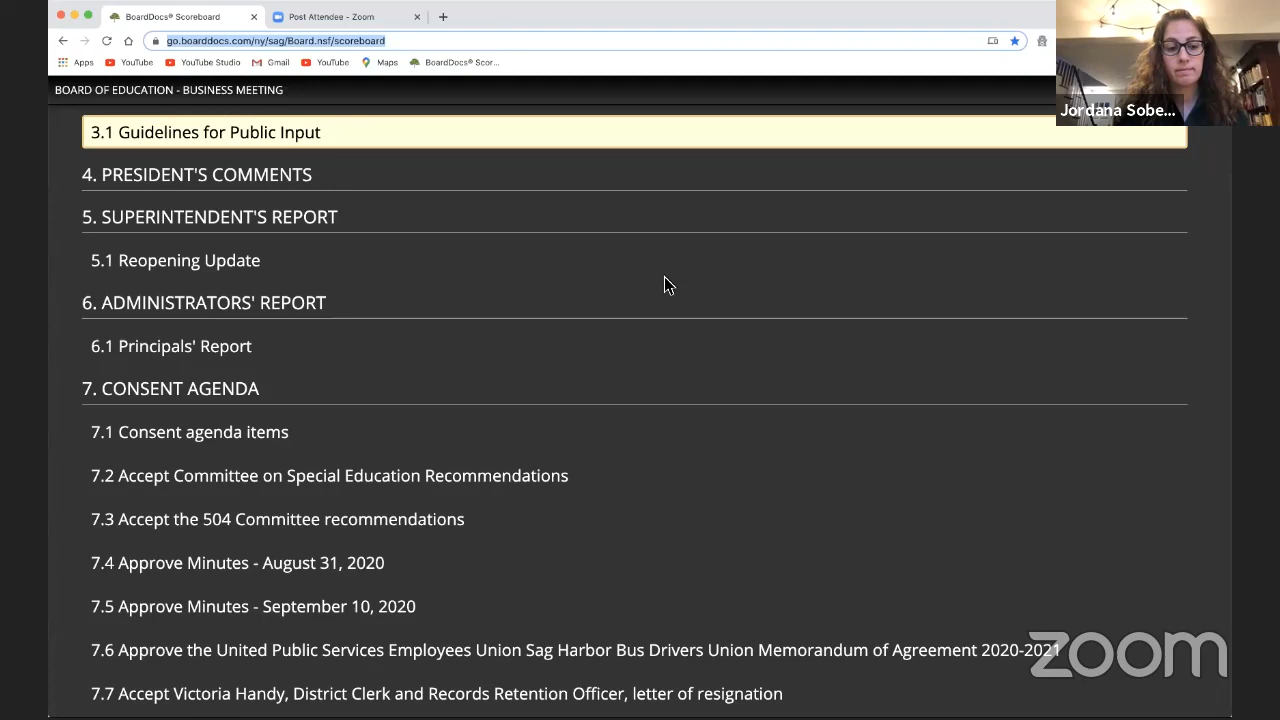 BoardDocs® Scoreboard
Post Attendee - Zoom
go.boarddocs.com/ny/sag/Board.nsf/scoreboard
Apps
YouTube
YouTube Studio
Gmail
YouTube
Maps
BoardDocs® Scor...
BOARD OF EDUCATION - BUSINESS MEETING
Jordana Sobe...
3.1 Guidelines for Public Input
4. PRESIDENT'S COMMENTS
5. SUPERINTENDENT'S REPORT
5.1 Reopening Update
6. ADMINISTRATORS' REPORT
6.1 Principals' Report
7. CONSENT AGENDA
7.1 Consent agenda items
7.2 Accept Committee on Special Education Recommendations
7.3 Accept the 504 Committee recommendations
7.4 Approve Minutes - August 31, 2020
7.5 Approve Minutes - September 10, 2020
7.6 Approve the United Public Services Employees Union Sag Harbor Bus Drivers Union Memorandum of Agreement 2020-2021
zoom
7.7 Accept Victoria Handy, District Clerk and Records Retention Officer, letter of resignation